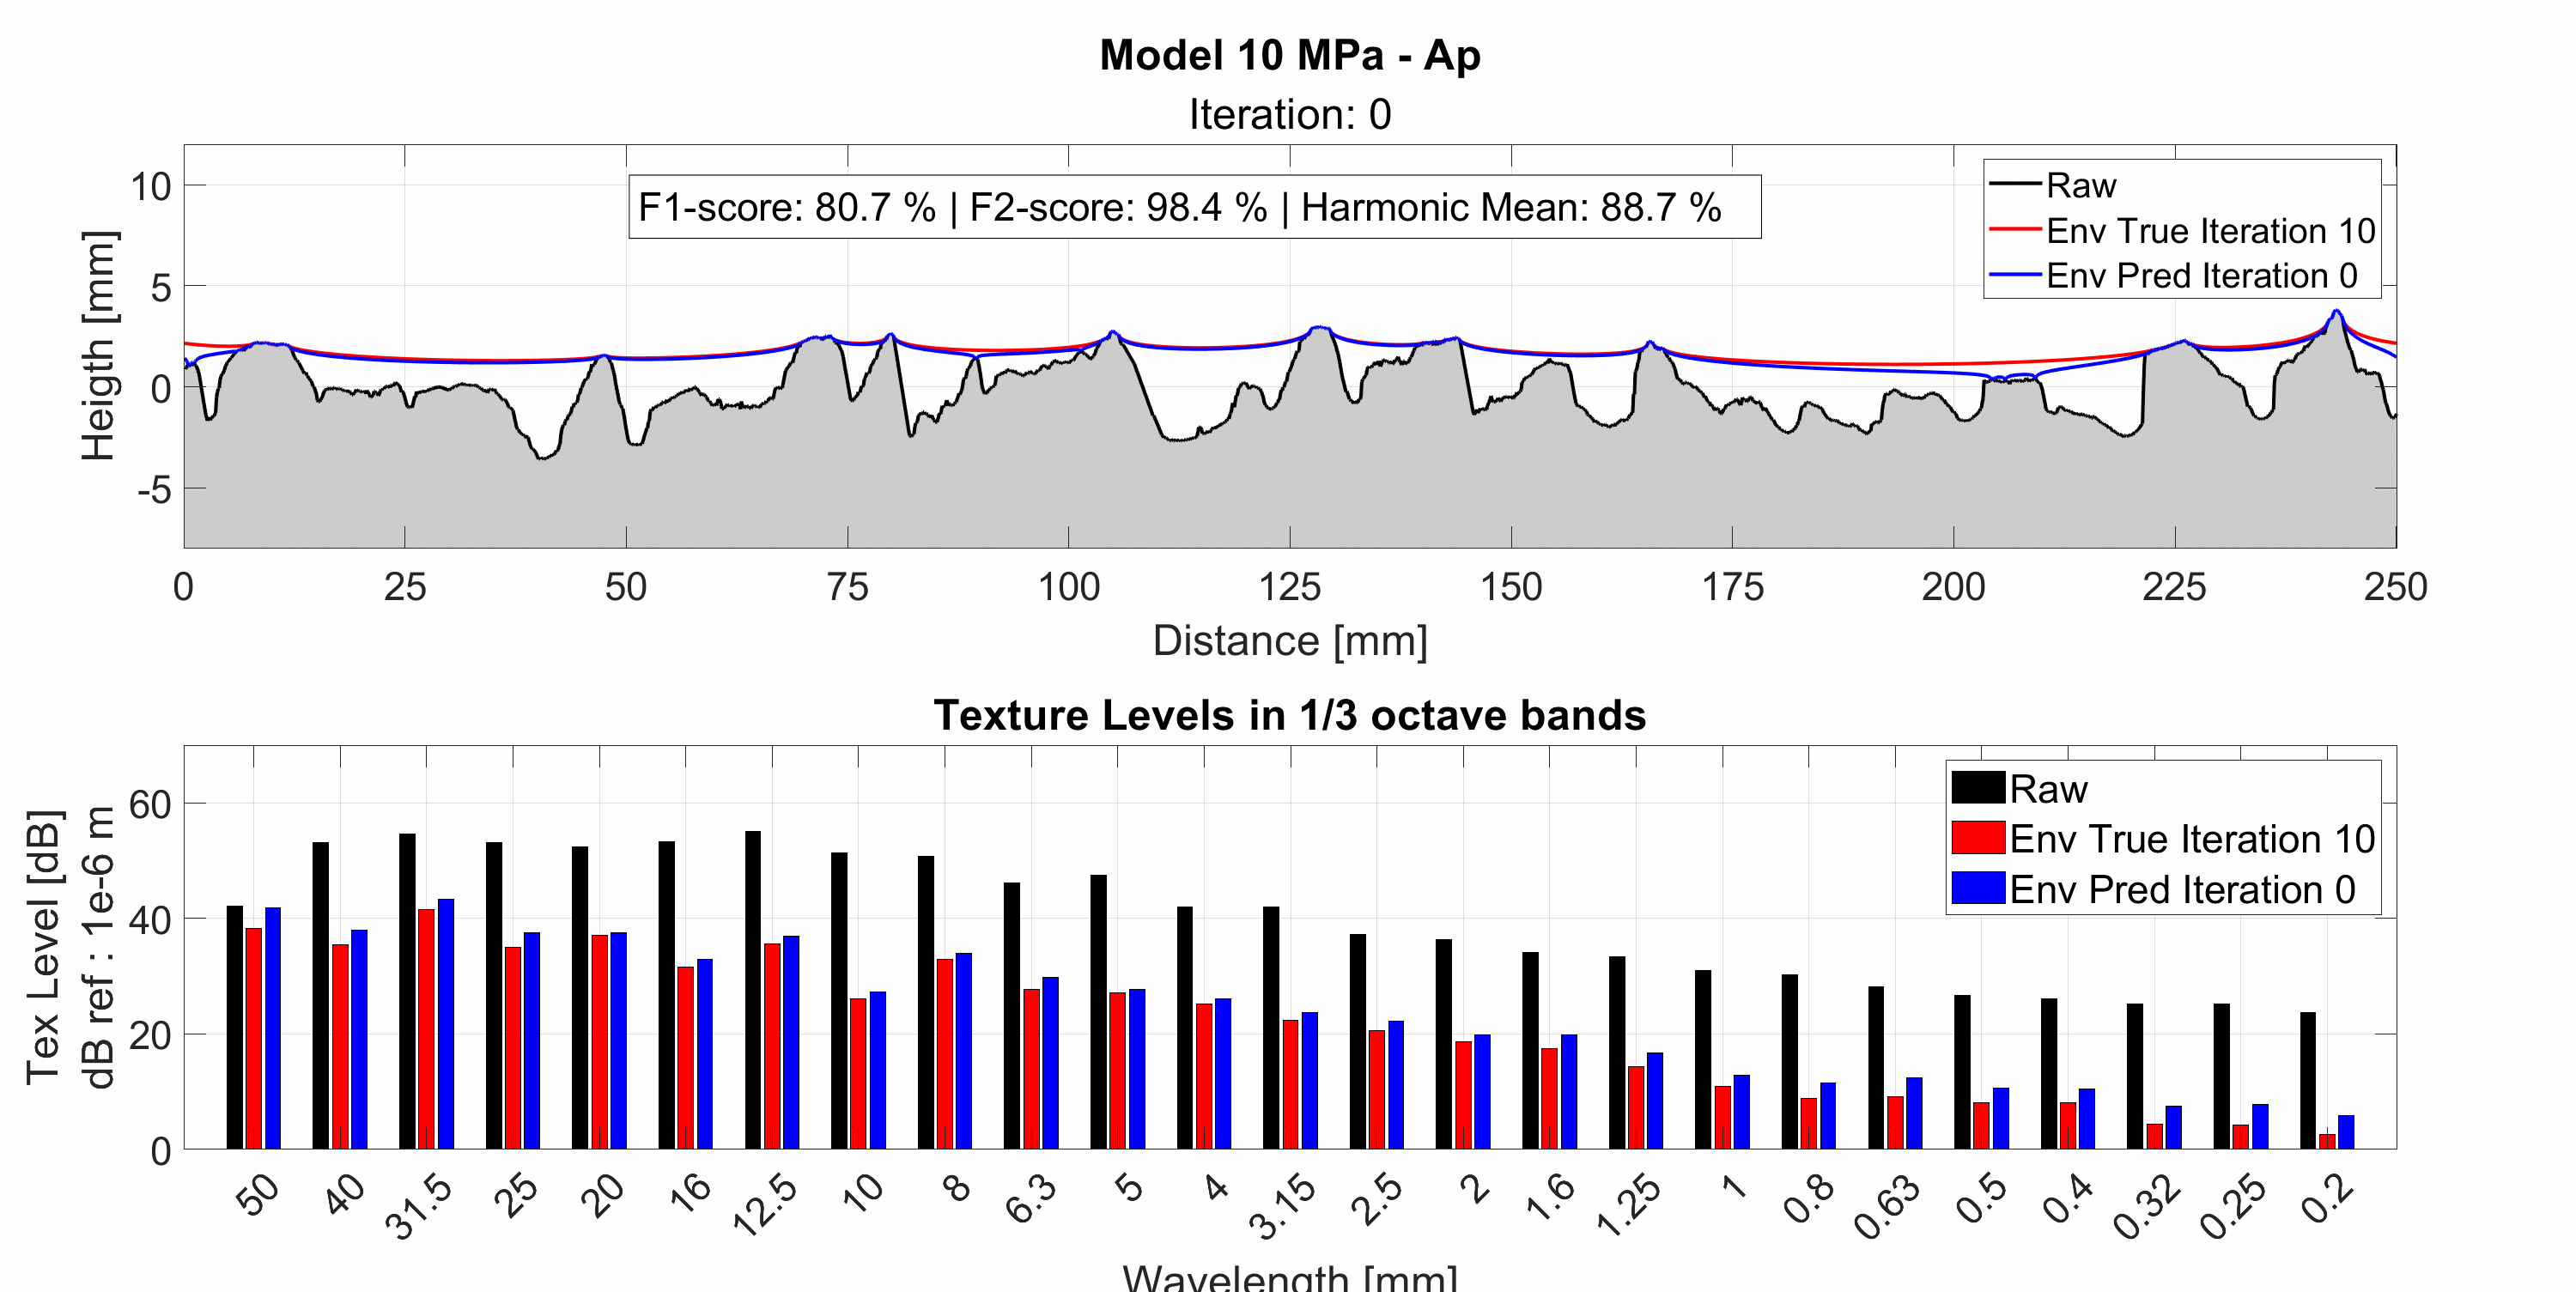 Model 10 MPa - Ap
Iteration: 0
F1-score: 80.7 % | F2-score: 98.4 % | Harmonic Mean: 88.7 %
Raw
Env True Iteration 10
Env Pred Iteration 0
Heigth [mm]
10
5
0
-5
0 25 50 75 100 125 150 175 200 225 250
Distance [mm]
Texture Levels in 1/3 octave bands
Raw
Env True Iteration 10
Env Pred Iteration 0
Tex Level [dB]
dB ref : 1e-6 m
60
40
20
0
50 40 31.5 25 20 16 12.5 10 8 6.3 5 4 3.15 2.5 2 1.6 1.25 1 0.8 0.63 0.5 0.4 0.32 0.25 0.2
Wavelength [mm]